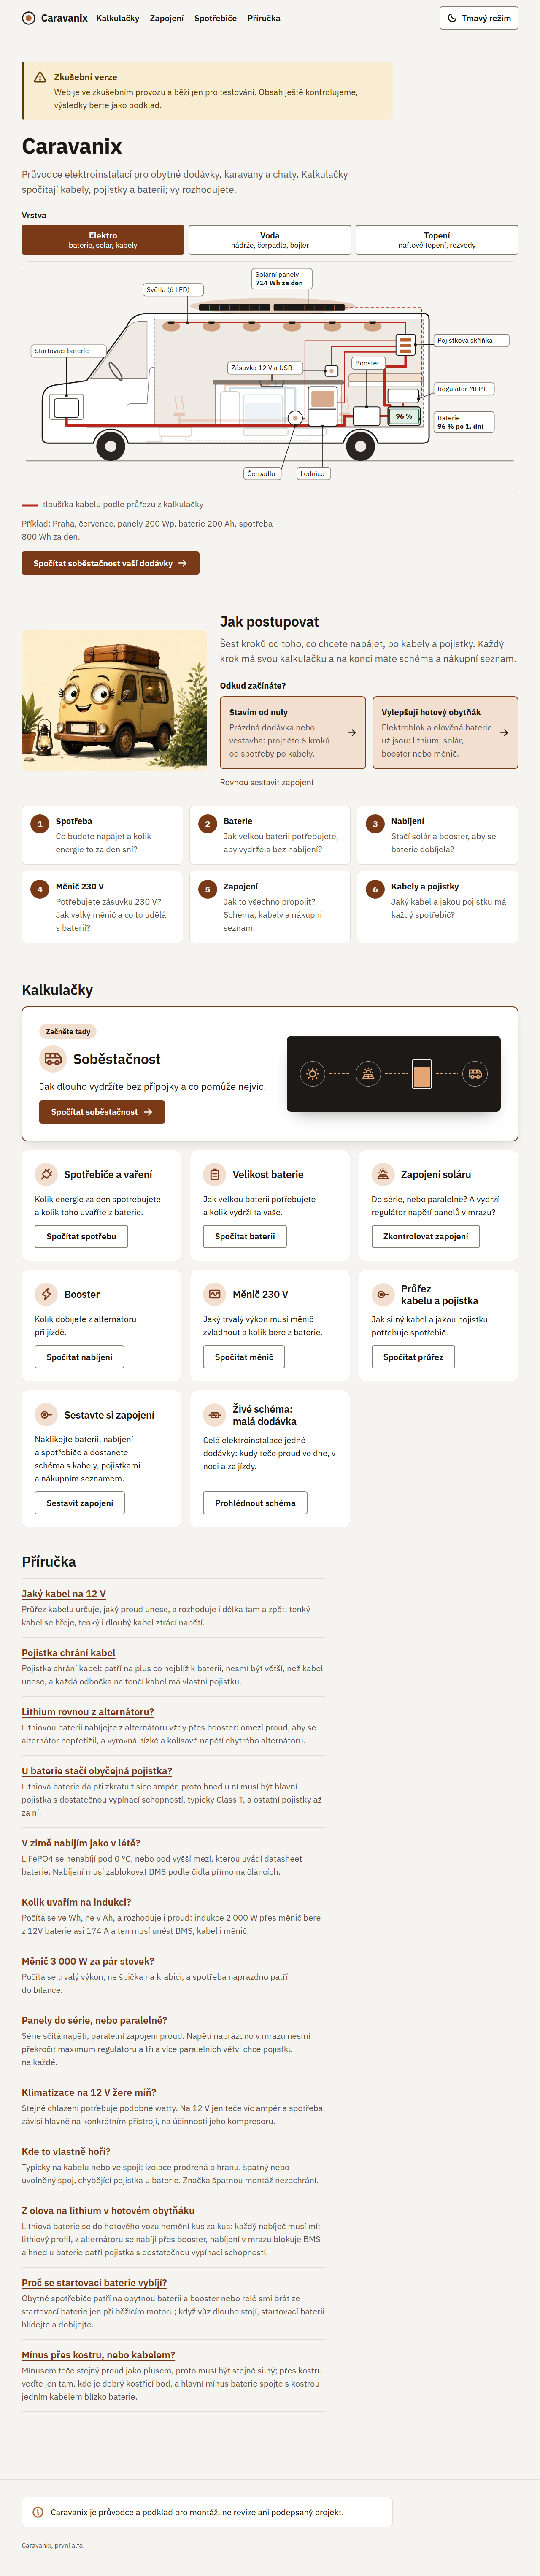 Caravanix
Kalkulačky
Zapojení
Spotřebiče
Příručka
Tmavý režim
Zkušební verze
Web je ve zkušebním provozu a běží jen pro testování. Obsah ještě kontrolujeme,
výsledky berte jako podklad.
Caravanix
Průvodce elektroinstalací pro obytné dodávky, karavany a chaty. Kalkulačky
spočítají kabely, pojistky a baterii; vy rozhodujete.
Vrstva
Elektro
baterie, solár, kabely
Voda
nádrže, čerpadlo, bojler
Topení
naftové topení, rozvody
Solární panely
714 Wh za den
Světla (6 LED)
Pojistková skříňka
Startovací baterie
Zásuvka 12 V a USB
Booster
Regulátor MPPT
96 %
Baterie
96 % po 1. dni
Čerpadlo
Lednice
tloušťka kabelu podle průřezu z kalkulačky
Příklad: Praha, červenec, panely 200 Wp, baterie 200 Ah, spotřeba
800 Wh za den.
Spočítat soběstačnost vaší dodávky
Jak postupovat
Šest kroků od toho, co chcete napájet, po kabely a pojistky. Každý
krok má svou kalkulačku a na konci máte schéma a nákupní seznam.
Odkud začínáte?
Stavím od nuly
Prázdná dodávka nebo
vestavba: projděte 6 kroků
od spotřeby po kabely.
Vylepšuji hotový obytňák
Elektroblok a olověná baterie
už jsou: lithium, solár,
booster nebo měnič.
Rovnou sestavit zapojení
1
Spotřeba
Co budete napájet a kolik
energie to za den sní?
2
Baterie
Jak velkou baterii potřebujete,
aby vydržela bez nabíjení?
3
Nabíjení
Stačí solár a booster, aby se
baterie dobíjela?
4
Měnič 230 V
Potřebujete zásuvku 230 V?
Jak velký měnič a co to udělá
s baterií?
5
Zapojení
Jak to všechno propojit?
Schéma, kabely a nákupní
seznam.
6
Kabely a pojistky
Jaký kabel a jakou pojistku má
každý spotřebič?
Kalkulačky
Začněte tady
Soběstačnost
Jak dlouho vydržíte bez přípojky a co pomůže nejvíc.
Spočítat soběstačnost
Spotřebiče a vaření
Kolik energie za den spotřebujete
a kolik toho uvaříte z baterie.
Spočítat spotřebu
Velikost baterie
Jak velkou baterii potřebujete
a kolik vydrží ta vaše.
Spočítat baterii
Zapojení soláru
Do série, nebo paralelně? A vydrží
regulátor napětí panelů v mrazu?
Zkontrolovat zapojení
Booster
Kolik dobijete z alternátoru
při jízdě.
Spočítat nabíjení
Měnič 230 V
Jaký trvalý výkon musí měnič
zvládnout a kolik bere z baterie.
Spočítat měnič
Průřez
kabelu a pojistka
Jak silný kabel a jakou pojistku
potřebuje spotřebič.
Spočítat průřez
Sestavte si zapojení
Naklikejte baterii, nabíjení
a spotřebiče a dostanete
schéma s kabely, pojistkami
a nákupním seznamem.
Sestavit zapojení
Živé schéma:
malá dodávka
Celá elektroinstalace jedné
dodávky: kudy teče proud ve dne, v
noci a za jízdy.
Prohlédnout schéma
Příručka
Jaký kabel na 12 V
Průřez kabelu určuje, jaký proud unese, a rozhoduje i délka tam a zpět: tenký
kabel se hřeje, tenký i dlouhý kabel ztrácí napětí.
Pojistka chrání kabel
Pojistka chrání kabel: patří na plus co nejblíž k baterii, nesmí být větší, než kabel
unese, a každá odbočka na tenčí kabel má vlastní pojistku.
Lithium rovnou z alternátoru?
Lithiovou baterii nabíjejte z alternátoru vždy přes booster: omezí proud, aby se
alternátor nepřetížil, a vyrovná nízké a kolísavé napětí chytrého alternátoru.
U baterie stačí obyčejná pojistka?
Lithiová baterie dá při zkratu tisíce ampér, proto hned u ní musí být hlavní
pojistka s dostatečnou vypínací schopností, typicky Class T, a ostatní pojistky až
za ní.
V zimě nabíjím jako v létě?
LiFePO4 se nenabíjí pod 0 °C, nebo pod vyšší mezí, kterou uvádí datasheet
baterie. Nabíjení musí zablokovat BMS podle čidla přímo na článcích.
Kolik uvařím na indukci?
Počítá se ve Wh, ne v Ah, a rozhoduje i proud: indukce 2 000 W přes měnič bere
z 12V baterie asi 174 A a ten musí unést BMS, kabel i měnič.
Měnič 3 000 W za pár stovek?
Počítá se trvalý výkon, ne špička na krabici, a spotřeba naprázdno patří
do bilance.
Panely do série, nebo paralelně?
Série sčítá napětí, paralelní zapojení proud. Napětí naprázdno v mrazu nesmí
překročit maximum regulátoru a tři a více paralelních větví chce pojistku
na každé.
Klimatizace na 12 V žere míň?
Stejné chlazení potřebuje podobné watty. Na 12 V jen teče víc ampér a spotřeba
závisí hlavně na konkrétním přístroji, na účinnosti jeho kompresoru.
Kde to vlastně hoří?
Typicky na kabelu nebo ve spoji: izolace prodřená o hranu, špatný nebo
uvolněný spoj, chybějící pojistka u baterie. Značka špatnou montáž nezachrání.
Z olova na lithium v hotovém obytňáku
Lithiová baterie se do hotového vozu nemění kus za kus: každý nabíječ musí mít
lithiový profil, z alternátoru se nabíjí přes booster, nabíjení v mrazu blokuje BMS
a hned u baterie patří pojistka s dostatečnou vypínací schopností.
Proč se startovací baterie vybíjí?
Obytné spotřebiče patří na obytnou baterii a booster nebo relé smí brát ze
startovací baterie jen při běžícím motoru; když vůz dlouho stojí, startovací baterii
hlídejte a dobíjejte.
Mínus přes kostru, nebo kabelem?
Mínusem teče stejný proud jako plusem, proto musí být stejně silný; přes kostru
veďte jen tam, kde je dobrý kostřicí bod, a hlavní mínus baterie spojte s kostrou
jedním kabelem blízko baterie.
Caravanix je průvodce a podklad pro montáž, ne revize ani podepsaný projekt.
Caravanix, první alfa.